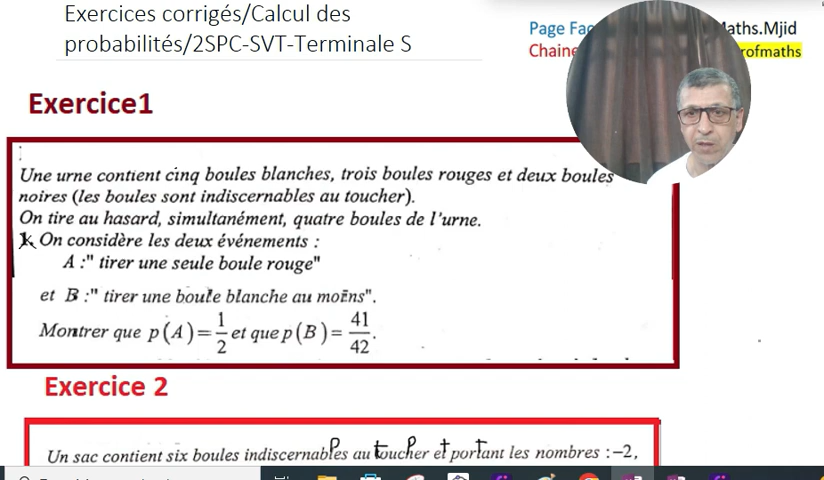 Exercices corrigés/Calcul des
probabilités/2SPC-SVT-Terminale S
Page Fa
aths.Mjid
Chaine
rofmaths
Exercice1
Une urne contient cinq boules blanches, trois boules rouges et deux boules
noires (les boules sont indiscernables au toucher).
On tire au hasard, simultanément, quatre boules de l'urne.
1. On considère les deux événements :
A :" tirer une seule boule rouge"
et B :" tirer une boule blanche au moins".
Montrer que p(A)=1/2 et que p(B)= 41/42.
Exercice 2
Un sac contient six boules indiscernables au toucher et portant les nombres :−2,